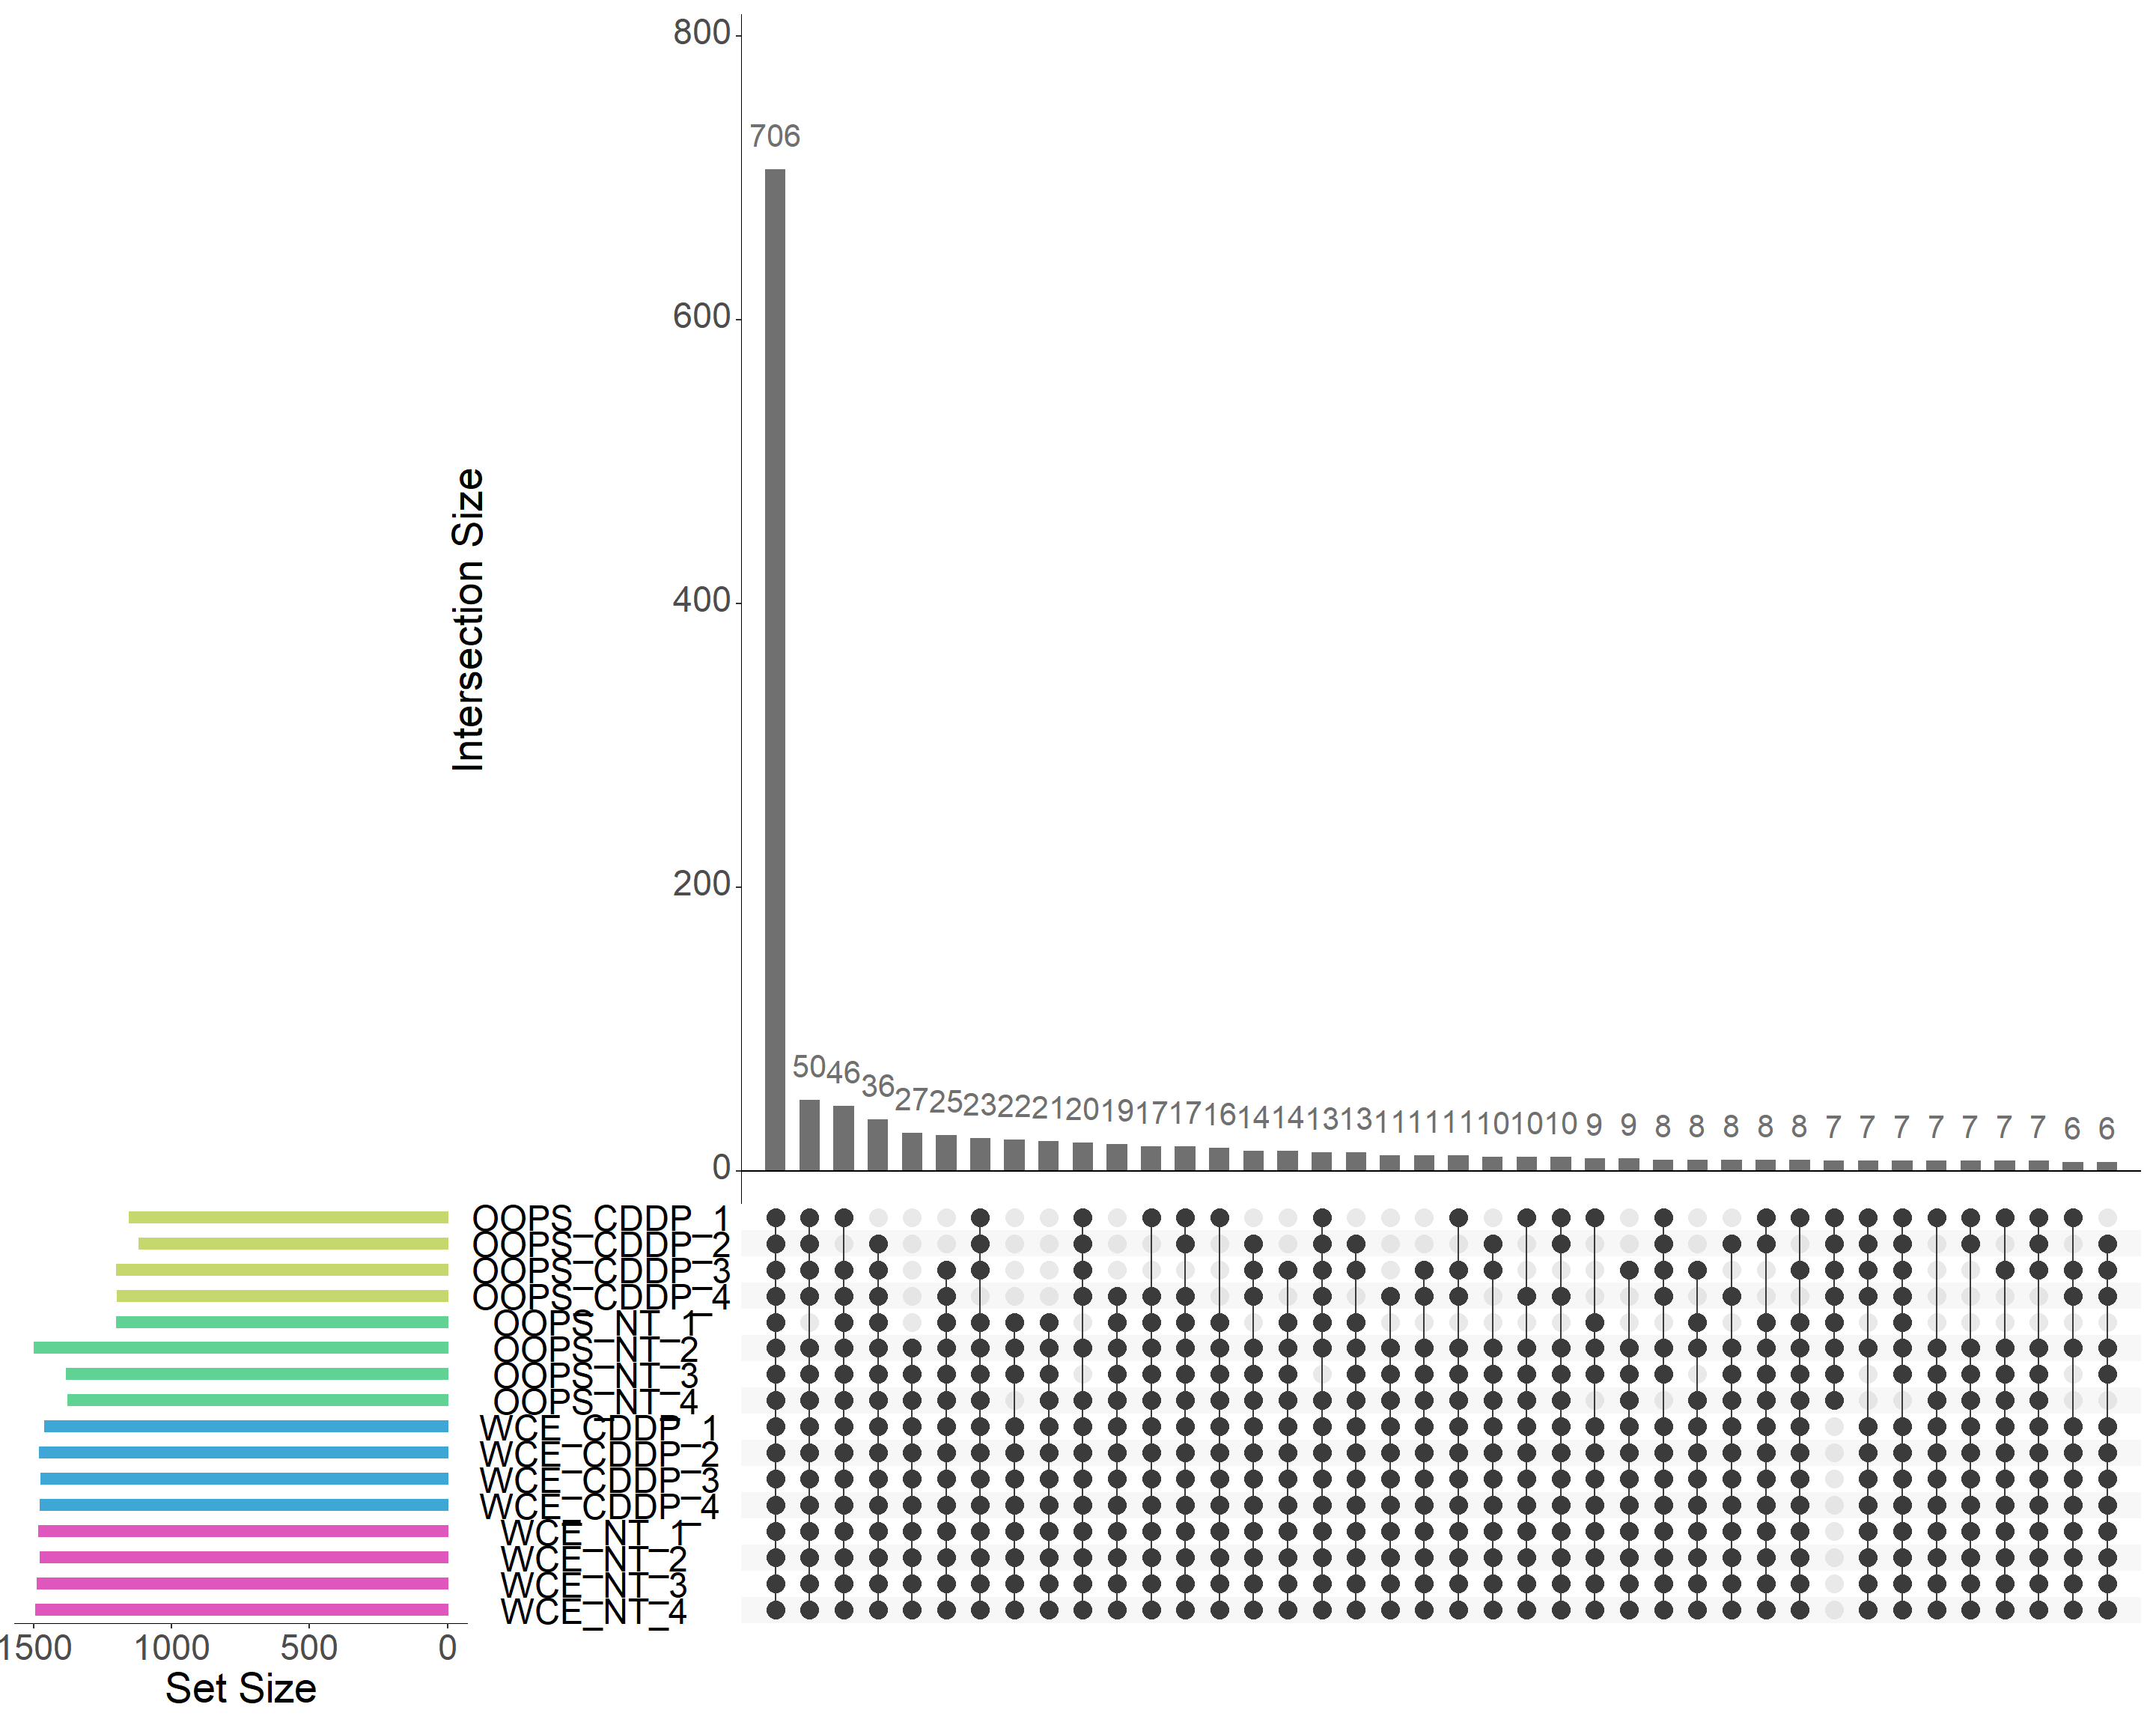 800
600
400
200
0
Intersection Size
706
50 46 36 27 25 23 22 21 20 19 17 17 16 14 14 13 13 11 11 11 10 10 10 9 9 8 8 8 8 8 7 7 7 7 7 7 7 6 6
OOPS_CDDP_1
OOPS_CDDP_2
OOPS_CDDP_3
OOPS_CDDP_4
OOPS_NT_1
OOPS_NT_2
OOPS_NT_3
OOPS_NT_4
WCE_CDDP_1
WCE_CDDP_2
WCE_CDDP_3
WCE_CDDP_4
WCE_NT_1
WCE_NT_2
WCE_NT_3
WCE_NT_4
1500 1000 500 0
Set Size